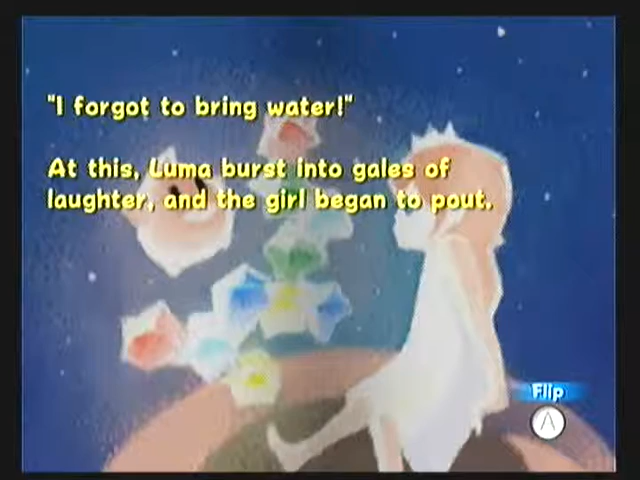 "I forgot to bring water!"
At this, Luma burst into gales of
laughter, and the girl began to pout.
Flip
A